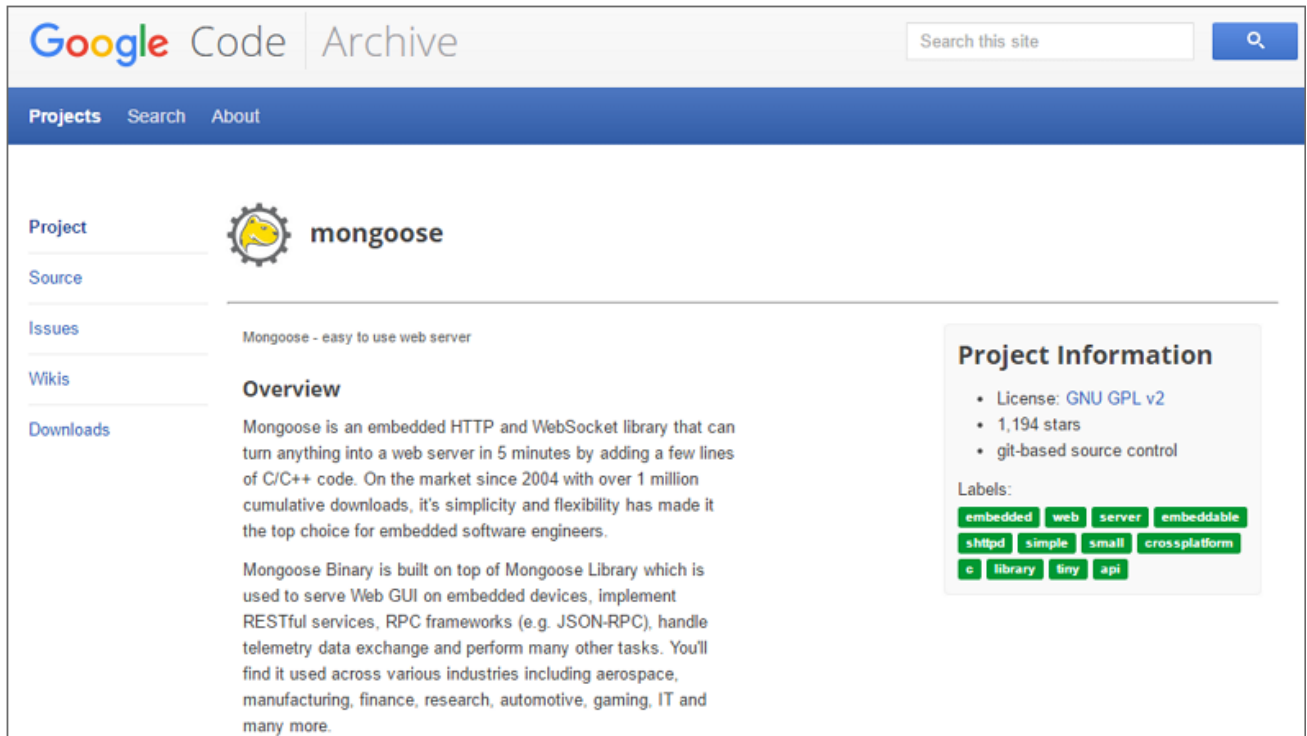 Google Code Archive
Search this site
Projects Search About
Project
Source
Issues
Wikis
Downloads
mongoose
Mongoose - easy to use web server
Overview
Mongoose is an embedded HTTP and WebSocket library that can
turn anything into a web server in 5 minutes by adding a few lines
of C/C++ code. On the market since 2004 with over 1 million
cumulative downloads, it's simplicity and flexibility has made it
the top choice for embedded software engineers.
Mongoose Binary is built on top of Mongoose Library which is
used to serve Web GUI on embedded devices, implement
RESTful services, RPC frameworks (e.g. JSON-RPC), handle
telemetry data exchange and perform many other tasks. You'll
find it used across various industries including aerospace,
manufacturing, finance, research, automotive, gaming, IT and
many more.
Project Information
• License: GNU GPL v2
• 1,194 stars
• git-based source control
Labels:
embedded web server embeddable
shttpd simple small crossplatform
c library tiny api